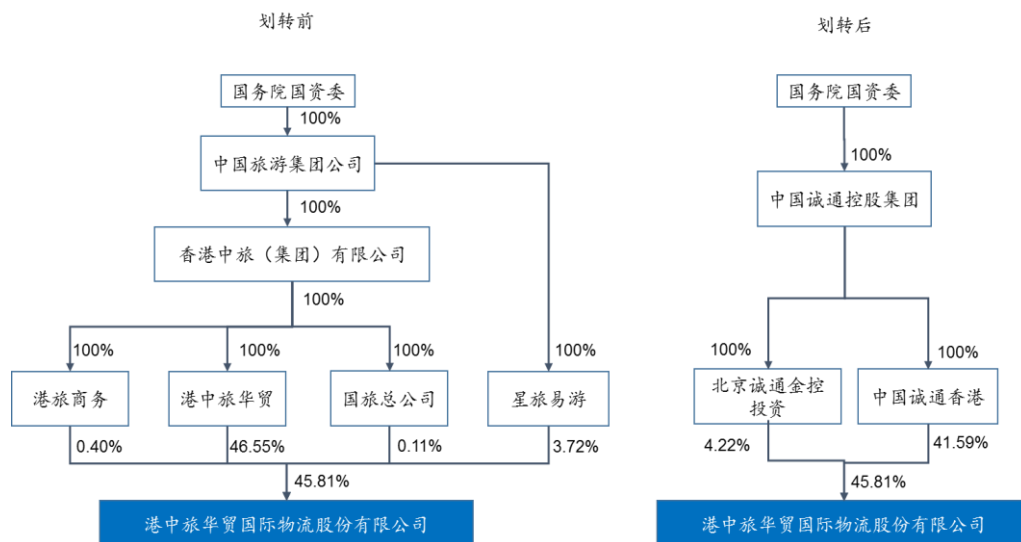 划转前
国务院国资委
100%
中国旅游集团公司
100%
香港中旅（集团）有限公司
100%
100%
100%
100%
100%
港旅商务
港中旅华贸
国旅总公司
星旅易游
0.40%
46.55%
0.11%
3.72%
45.81%
港中旅华贸国际物流股份有限公司
划转后
国务院国资委
100%
中国诚通控股集团
100%
100%
北京诚通金控
投资
中国诚通香港
4.22%
41.59%
45.81%
港中旅华贸国际物流股份有限公司